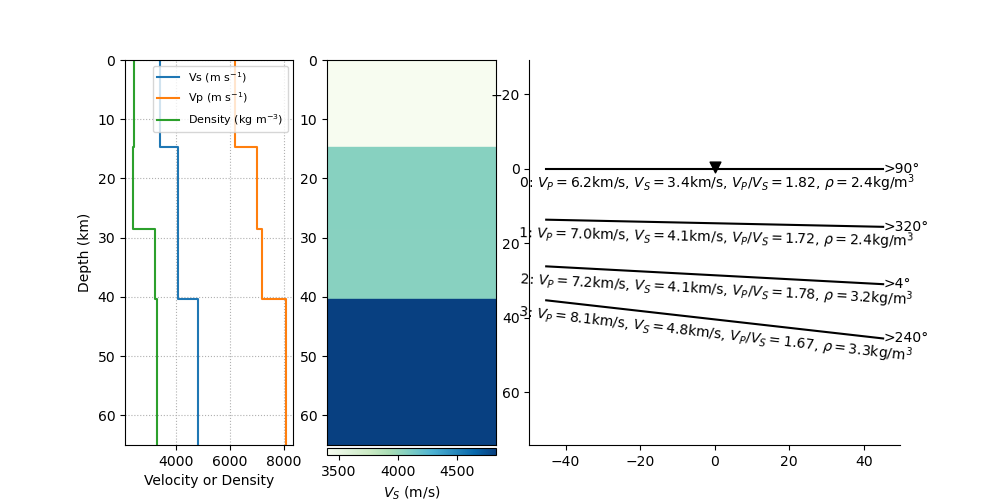 0
10
20
30
40
50
60
Depth (km)
Vs (m s⁻¹)
Vp (m s⁻¹)
Density (kg m⁻³)
4000 6000 8000
Velocity or Density
0
10
20
30
40
50
60
3500 4000 4500
V_S (m/s)
−20
0
20
40
60
>90°
0: V_P = 6.2km/s, V_S = 3.4km/s, V_P/V_S = 1.82, ρ = 2.4kg/m³
>320°
1: V_P = 7.0km/s, V_S = 4.1km/s, V_P/V_S = 1.72, ρ = 2.4kg/m³
>4°
2: V_P = 7.2km/s, V_S = 4.1km/s, V_P/V_S = 1.78, ρ = 3.2kg/m³
>240°
3: V_P = 8.1km/s, V_S = 4.8km/s, V_P/V_S = 1.67, ρ = 3.3kg/m³
−40 −20 0 20 40